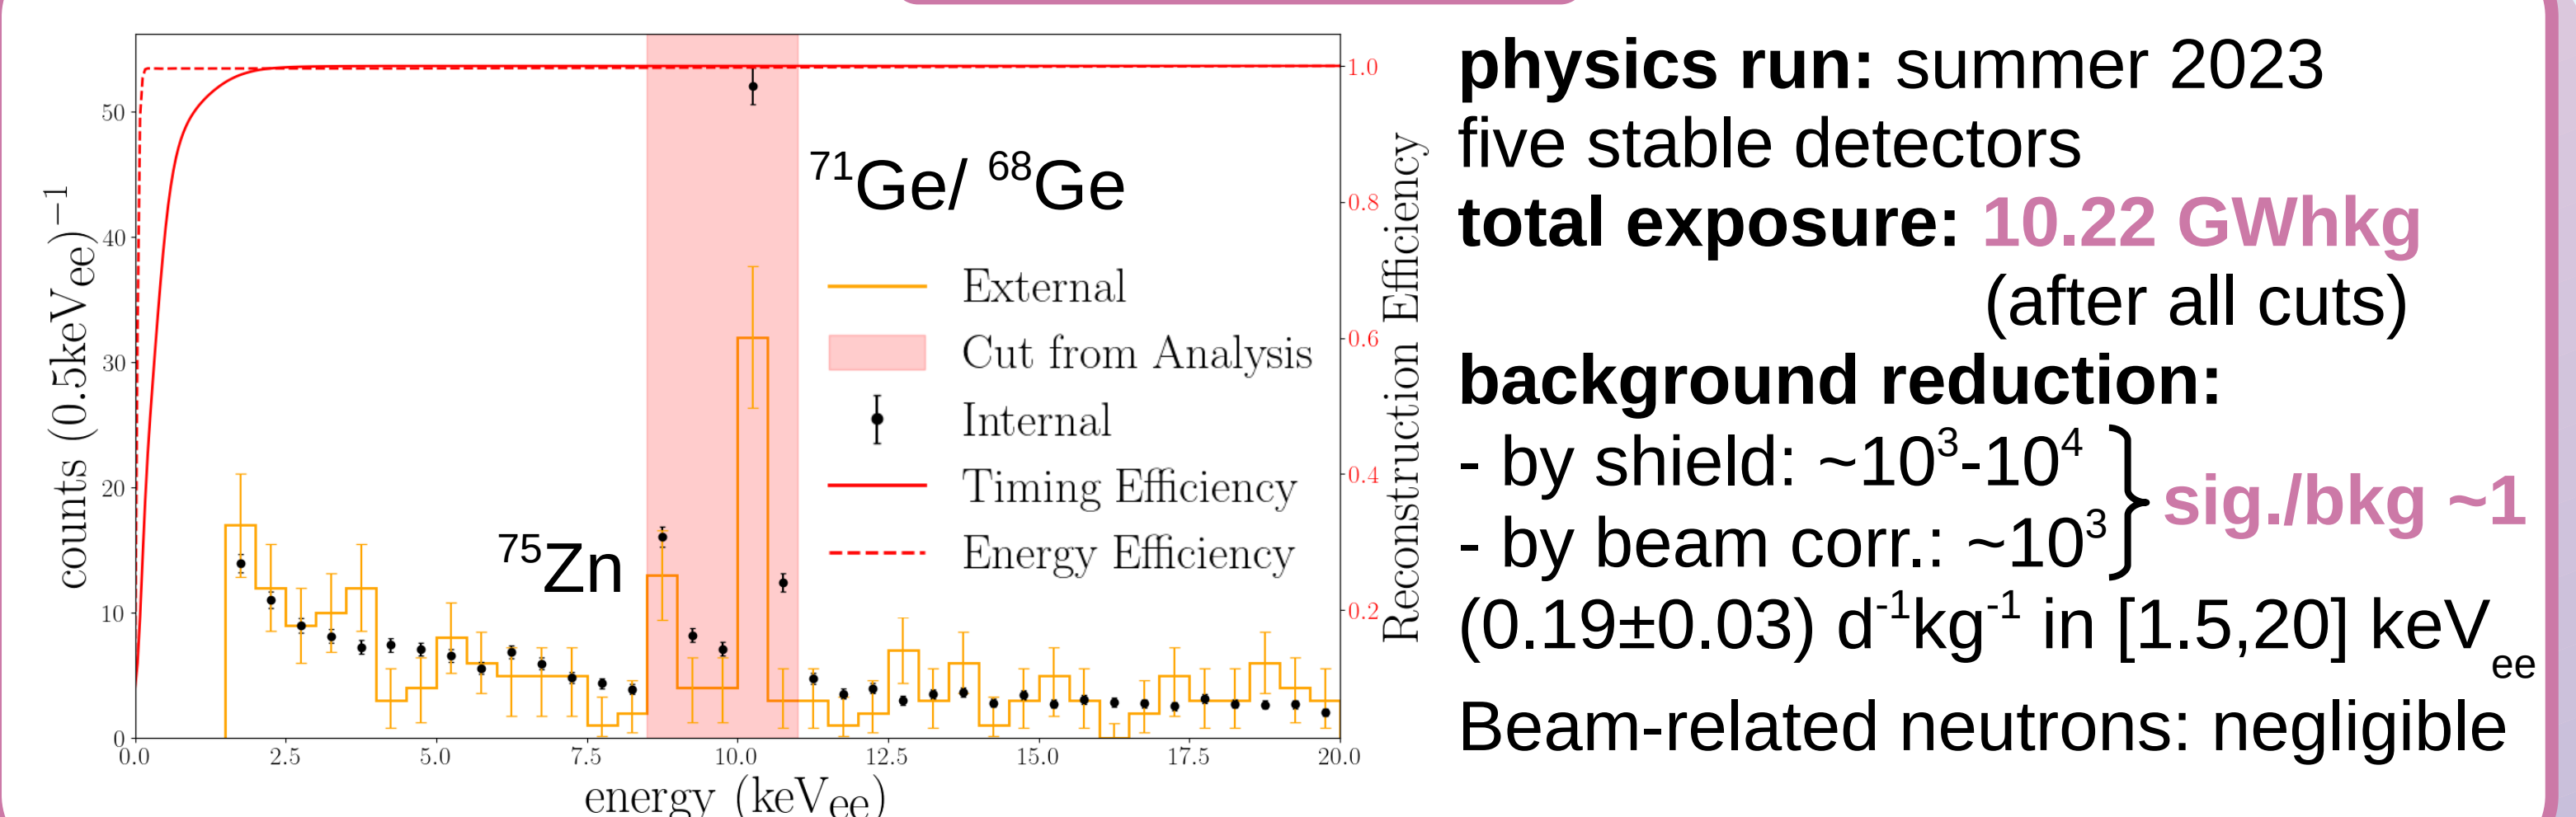 counts (0.5keVee)−1
50
40
30
20
10
0
0.0 2.5 5.0 7.5 10.0 12.5 15.0 17.5 20.0
energy (keVee)
71Ge/ 68Ge
75Zn
External
Cut from Analysis
Internal
Timing Efficiency
Energy Efficiency
1.0
0.8
0.6
0.4
0.2
Reconstruction Efficiency
physics run: summer 2023
five stable detectors
total exposure: 10.22 GWhkg
(after all cuts)
background reduction:
- by shield: ~10³-10⁴
- by beam corr.: ~10³
sig./bkg ~1
(0.19±0.03) d⁻¹kg⁻¹ in [1.5,20] keVee
Beam-related neutrons: negligible